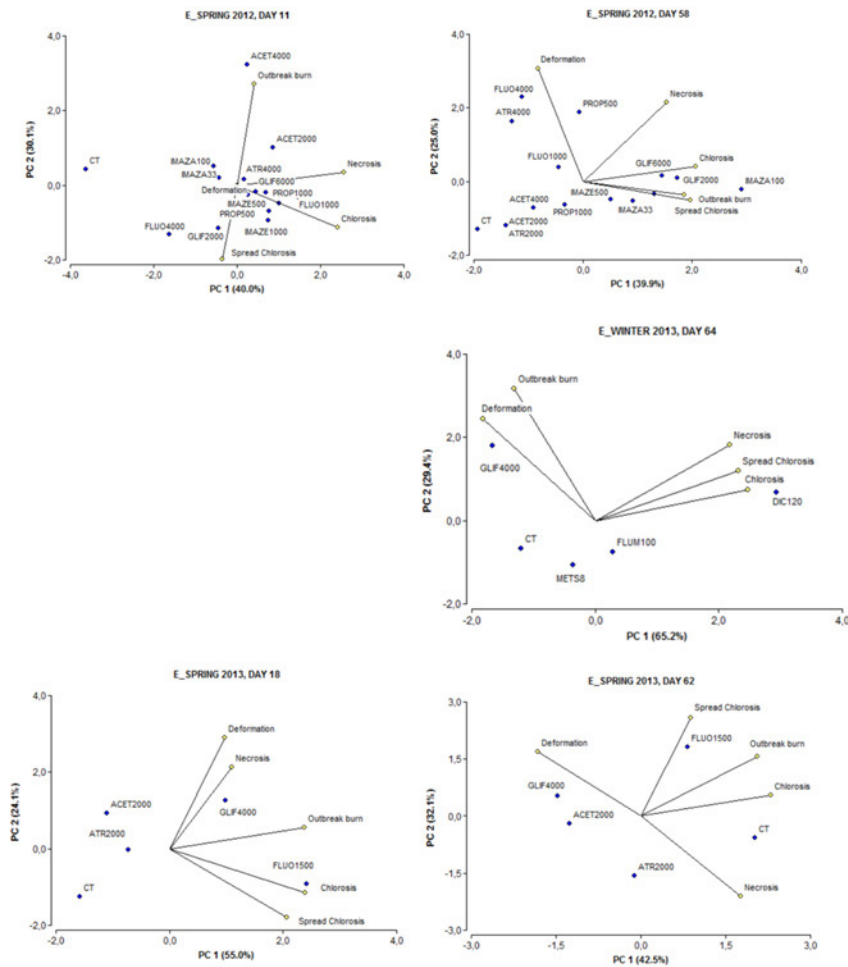 E_SPRING 2012, DAY 11
4,0
2,0
0,0
-2,0
-4,0
-2,0
0,0
2,0
4,0
PC 2 (30.1%)
PC 1 (40.0%)
ACET4000
Outbreak burn
ACET2000
CT
IMAZA100
IMAZA33
ATR4000
Necrosis
GLIF6000
Deformation
PROP1000
IMAZE500
FLUO1000
PROP500
IMAZE1000
Chlorosis
FLUO4000
GLIF2000
Spread Chlorosis
E_SPRING 2012, DAY 58
4,0
2,0
0,0
-2,0
-2,0
0,0
2,0
4,0
PC 2 (25.0%)
PC 1 (39.9%)
Deformation
FLUO4000
PROP500
Necrosis
ATR4000
FLUO1000
Chlorosis
GLIF6000
GLIF2000
IMAZA100
ACET4000
IMAZE500
Outbreak burn
PROP1000
IMAZA33
Spread Chlorosis
CT
ACET2000
ATR2000
E_WINTER 2013, DAY 64
4,0
2,0
0,0
-2,0
-2,0
0,0
2,0
4,0
PC 2 (29.4%)
PC 1 (65.2%)
Outbreak burn
Deformation
GLIF4000
Necrosis
Spread Chlorosis
Chlorosis
DIC120
CT
FLUM100
METS8
E_SPRING 2013, DAY 18
4,0
2,0
0,0
-2,0
-2,0
0,0
2,0
4,0
PC 2 (24.1%)
PC 1 (55.0%)
Deformation
Necrosis
ACET2000
GLIF4000
ATR2000
Outbreak burn
FLUO1500
CT
Chlorosis
Spread Chlorosis
E_SPRING 2013, DAY 62
3,0
1,5
0,0
-1,5
-3,0
-3,0
-1,5
0,0
1,5
3,0
PC 2 (32.1%)
PC 1 (42.5%)
Spread Chlorosis
Deformation
FLUO1500
Outbreak burn
GLIF4000
Chlorosis
ACET2000
CT
ATR2000
Necrosis